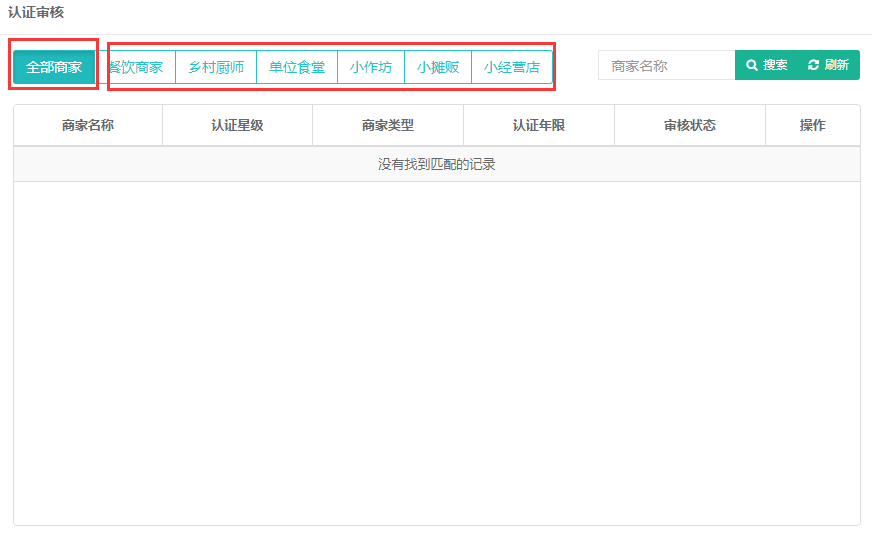 认证审核
全部商家 餐饮商家 乡村厨师 单位食堂 小作坊 小摊贩 小经营店 商家名称 搜索 刷新
商家名称 认证星级 商家类型 认证年限 审核状态 操作
没有找到匹配的记录